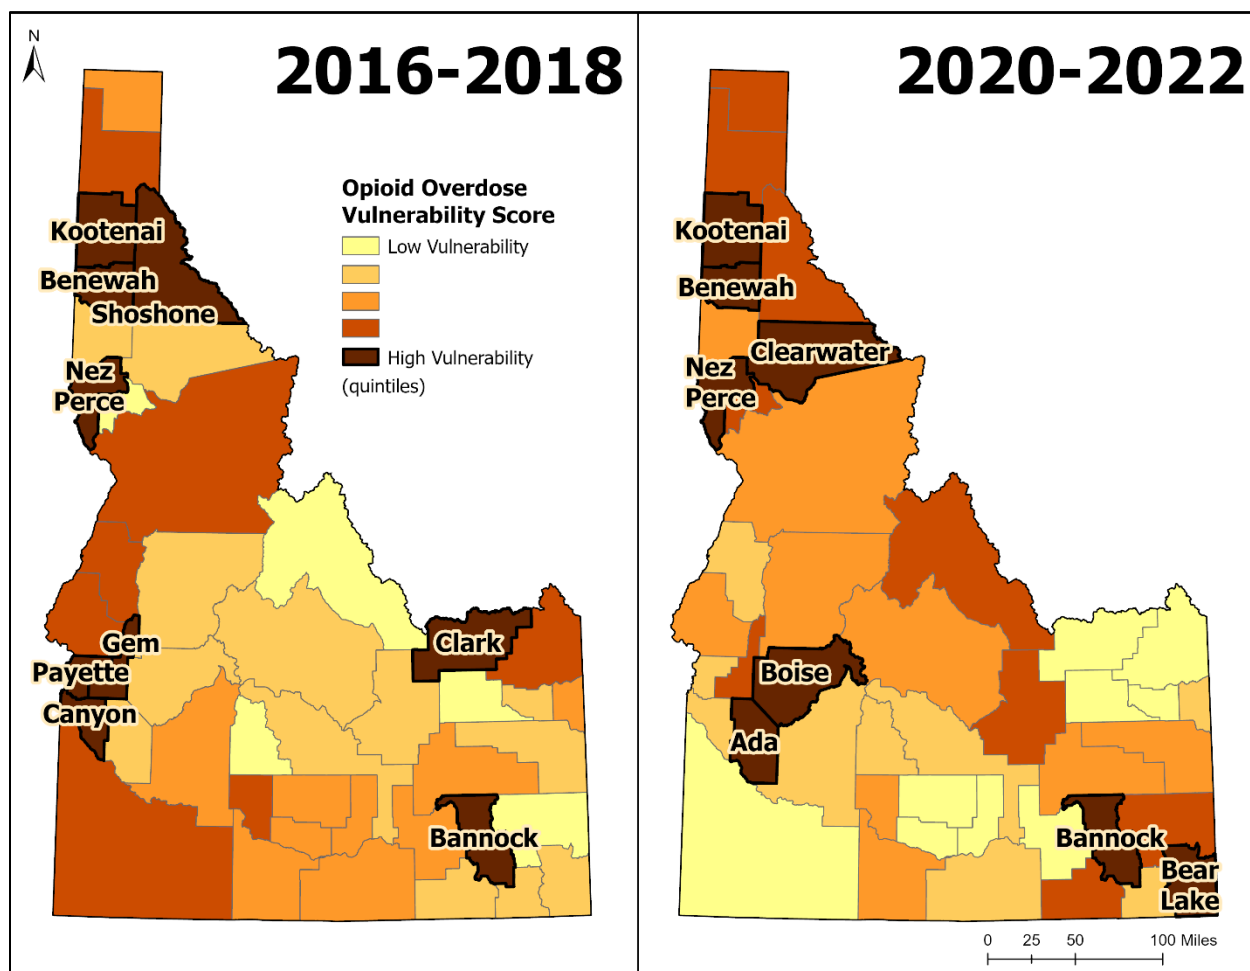 N
2016-2018
Opioid Overdose
Vulnerability Score
Low Vulnerability
High Vulnerability
(quintiles)
Kootenai
Benewah
Shoshone
Nez
Perce
Gem
Payette
Canyon
Clark
Bannock
2020-2022
Kootenai
Benewah
Clearwater
Nez
Perce
Boise
Ada
Bannock
Bear
Lake
0 25 50 100 Miles